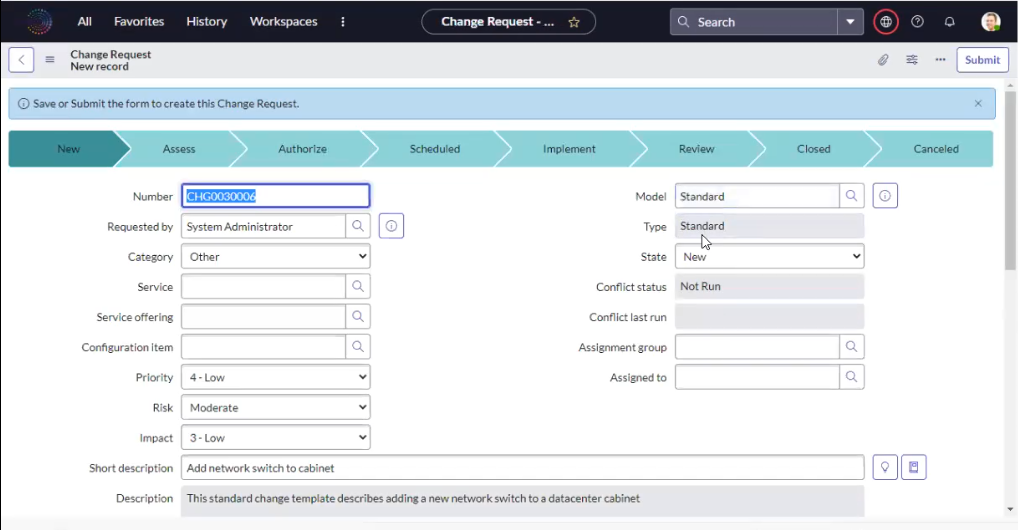 All Favorites History Workspaces Change Request - ... Search
Change Request
New record
Submit
Save or Submit the form to create this Change Request.
New Assess Authorize Scheduled Implement Review Closed Canceled
Number CHG0030006 Model Standard
Requested by System Administrator Type Standard
Category Other State New
Service Conflict status Not Run
Service offering Conflict last run
Configuration item Assignment group
Priority 4 - Low Assigned to
Risk Moderate
Impact 3 - Low
Short description Add network switch to cabinet
Description This standard change template describes adding a new network switch to a datacenter cabinet